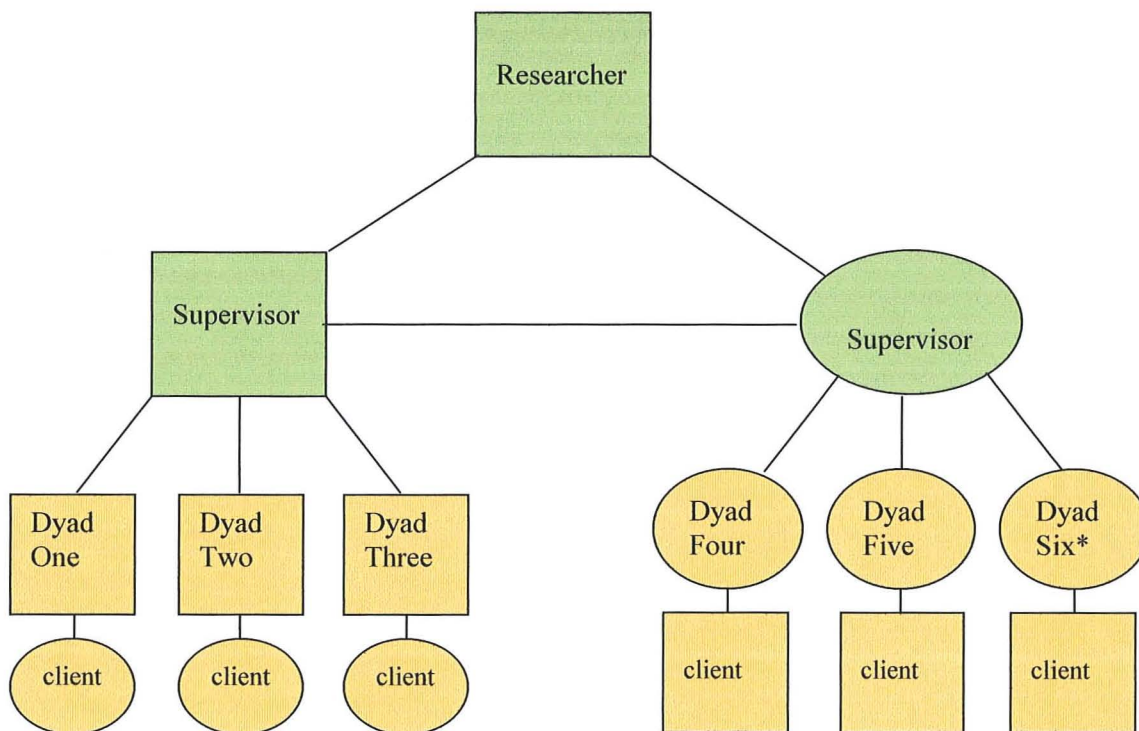 Researcher
Supervisor
Supervisor
Dyad
One
Dyad
Two
Dyad
Three
Dyad
Four
Dyad
Five
Dyad
Six*
client
client
client
client
client
client